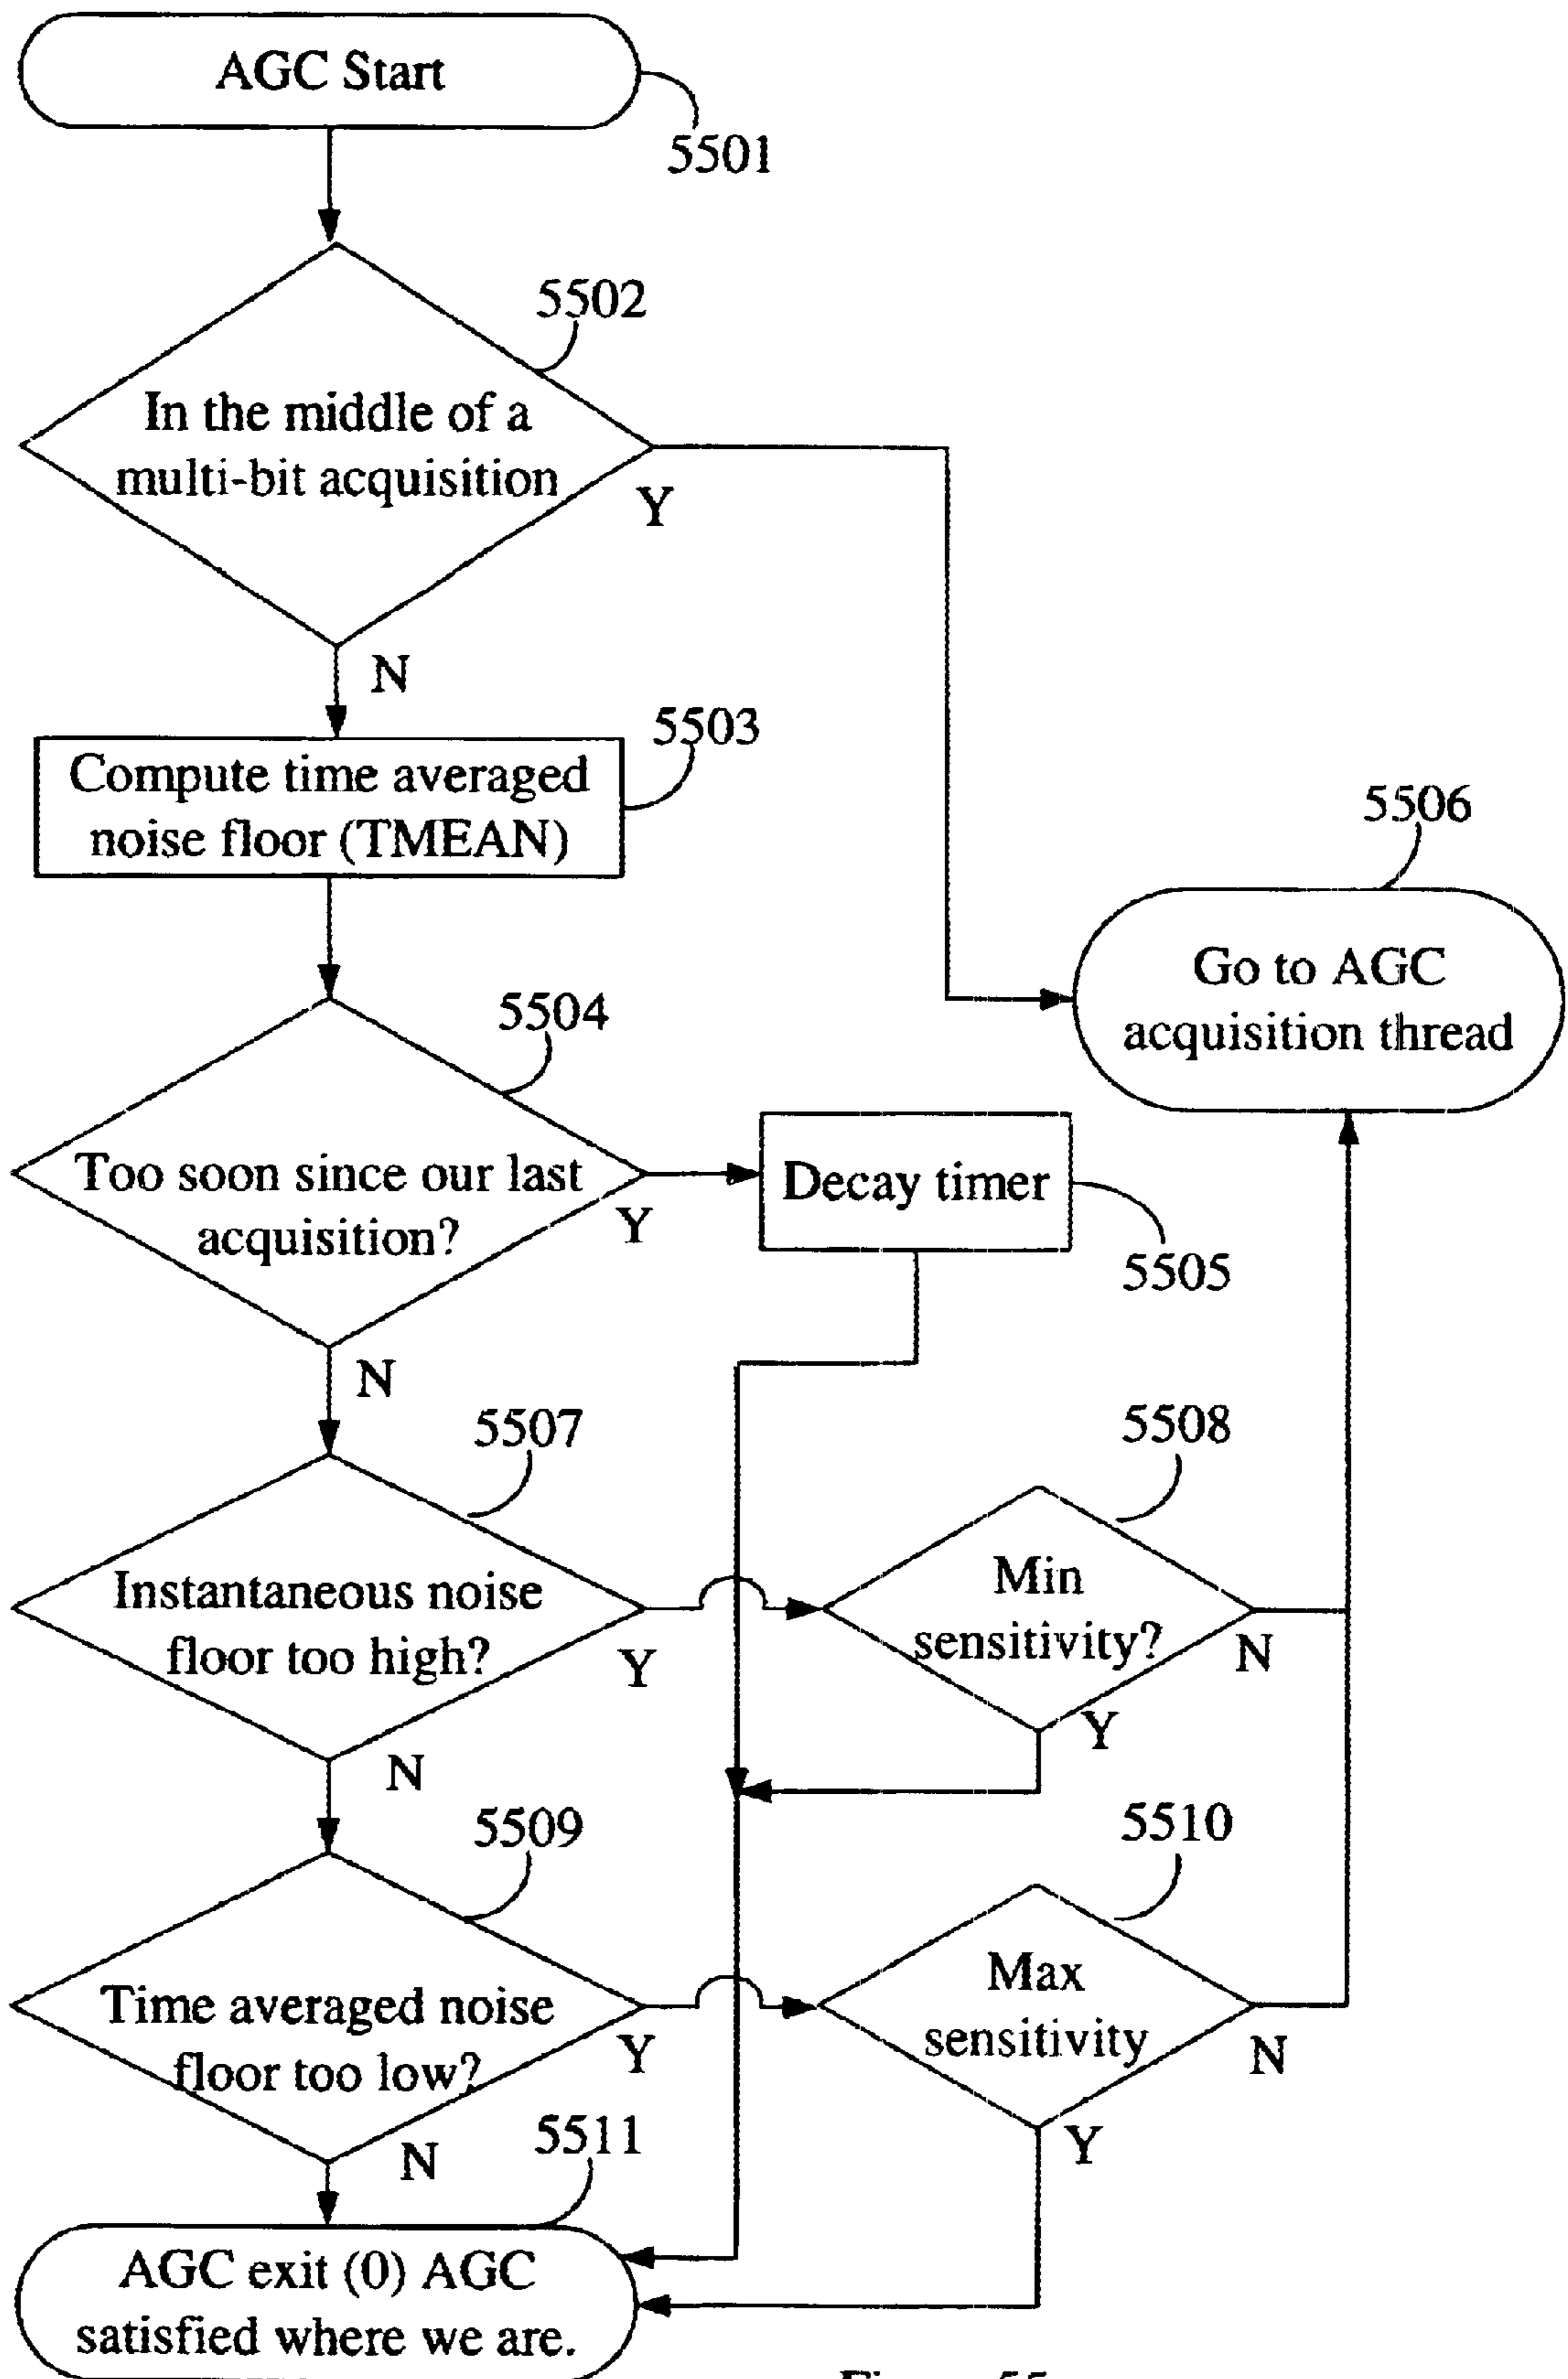 AGC Start
5501
5502
In the middle of a
multi-bit acquisition
Y
N
5503
Compute time averaged
noise floor (TMEAN)
5506
Go to AGC
acquisition thread
5504
Too soon since our last
acquisition?
Y
Decay timer
5505
N
5507
Instantaneous noise
floor too high?
Y
5508
Min
sensitivity?
N
Y
N
5509
Time averaged noise
floor too low?
Y
5510
Max
sensitivity
N
Y
N
5511
AGC exit (0) AGC
satisfied where we are.